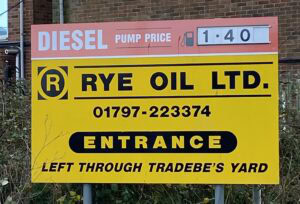 DIESEL PUMP PRICE 1·40
R RYE OIL LTD.
01797-223374
ENTRANCE
LEFT THROUGH TRADEBE'S YARD